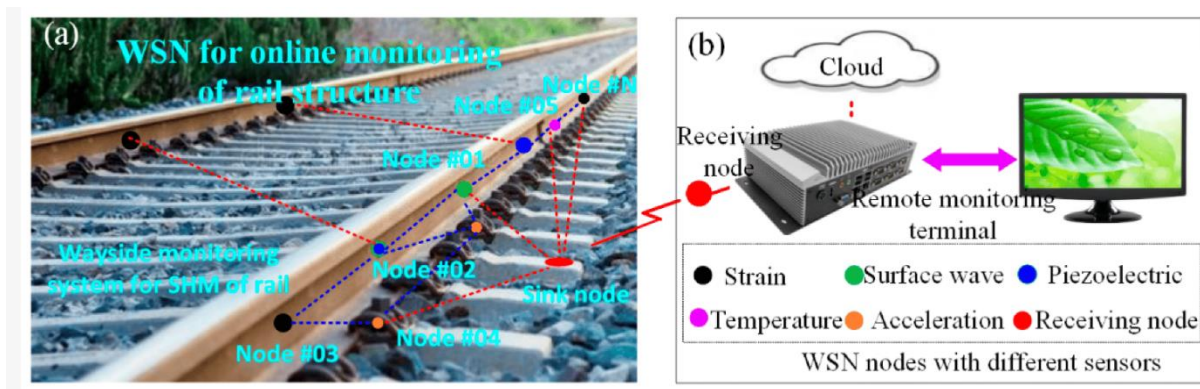 (a)
WSN for online monitoring
of rail structure
Node #N
Node #05
Node #01
Wayside monitoring
system for SHM of rail
Node #02
Sink node
Node #03
Node #04
(b)
Cloud
Receiving
node
Remote monitoring
terminal
Strain
Surface wave
Piezoelectric
Temperature
Acceleration
Receiving node
WSN nodes with different sensors